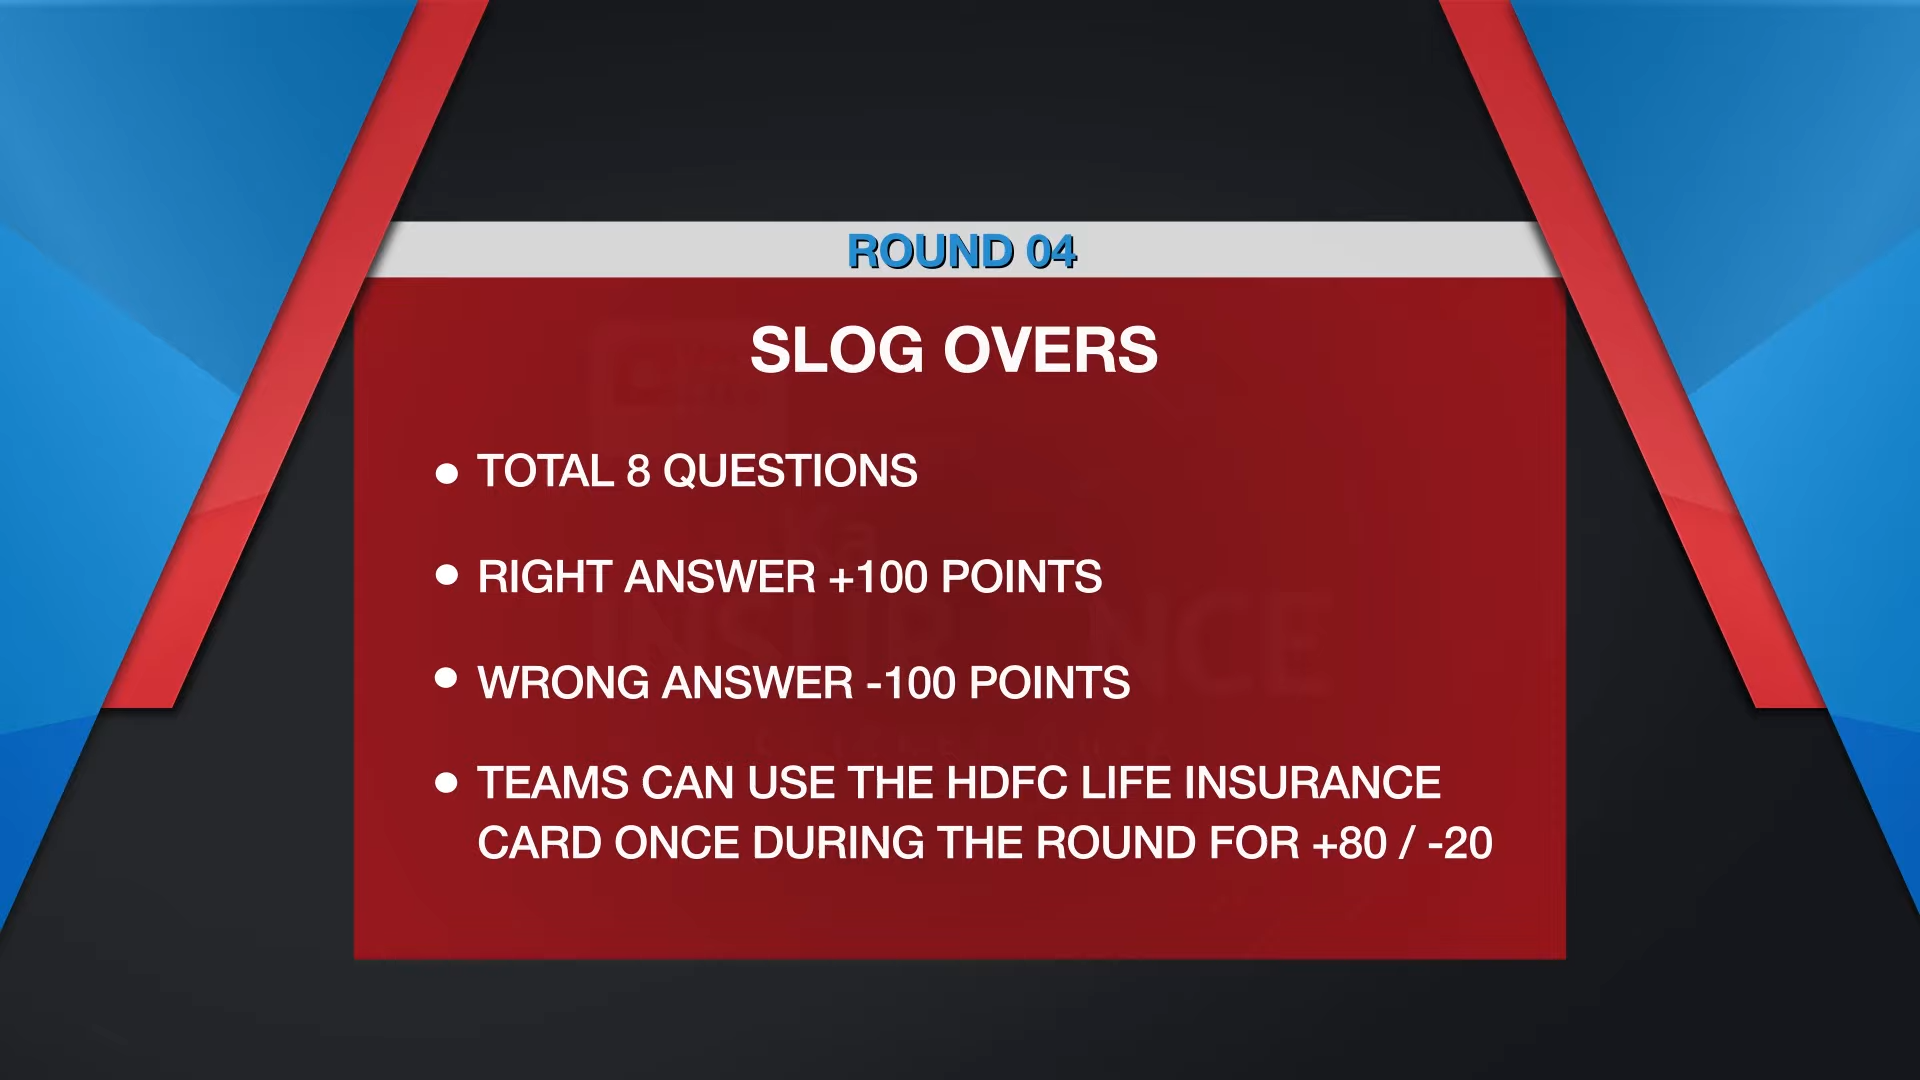 ROUND 04
SLOG OVERS
● TOTAL 8 QUESTIONS
● RIGHT ANSWER +100 POINTS
● WRONG ANSWER -100 POINTS
● TEAMS CAN USE THE HDFC LIFE INSURANCE
CARD ONCE DURING THE ROUND FOR +80 / -20